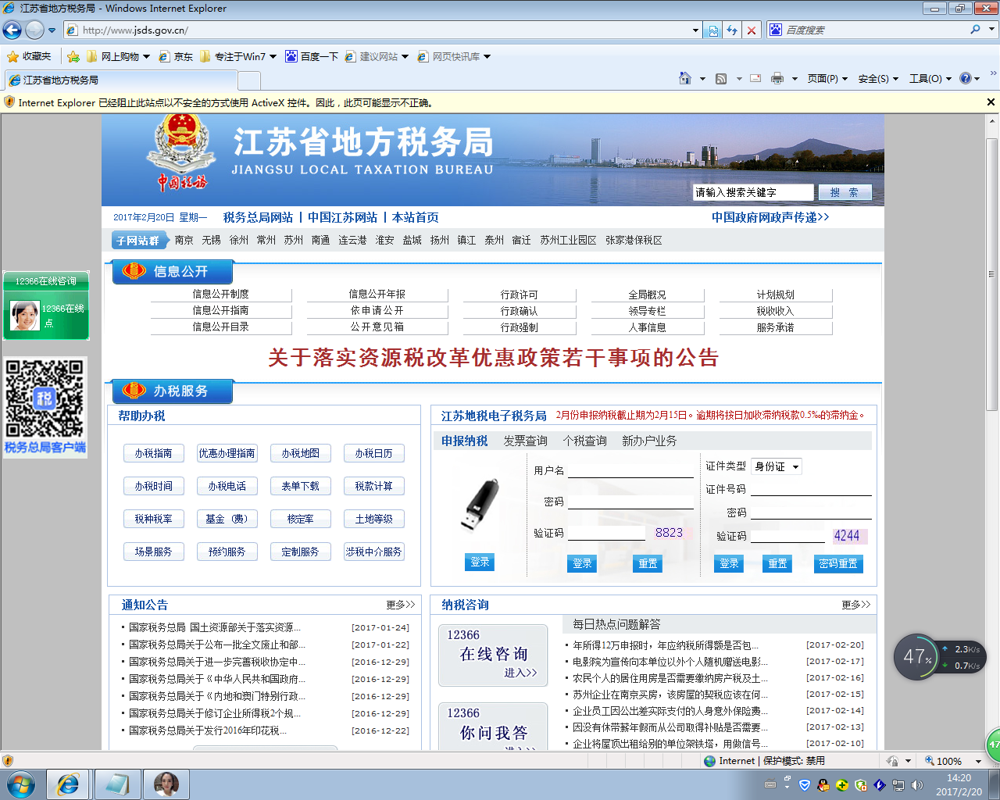 江苏省地方税务局 - Windows Internet Explorer
http://www.jsds.gov.cn/
百度搜索
收藏夹 网上购物 京东 专注于Win7 百度一下 建议网站 网页快讯库
江苏省地方税务局
页面(P) 安全(S) 工具(O)
Internet Explorer 已经阻止此站点以不安全的方式使用 ActiveX 控件。因此，此页可能显示不正确。
江苏省地方税务局
JIANGSU LOCAL TAXATION BUREAU
中国税务
请输入搜索关键字 搜 索
2017年2月20日 星期一 税务总局网站 | 中国江苏网站 | 本站首页 中国政府网政声传递>>
子网站群 南京 无锡 徐州 常州 苏州 南通 连云港 淮安 盐城 扬州 镇江 泰州 宿迁 苏州工业园区 张家港保税区
信息公开
信息公开制度 信息公开年报 行政许可 全局概况 计划规划
信息公开指南 依申请公开 行政确认 领导专栏 税收收入
信息公开目录 公开意见箱 行政强制 人事信息 服务承诺
12366在线咨询
12366在线
点
关于落实资源税改革优惠政策若干事项的公告
税
税务总局客户端
办税服务
帮助办税
办税指南 优惠办理指南 办税地图 办税日历
办税时间 办税电话 表单下载 税款计算
税种税率 基金（费） 核定率 土地等级
场景服务 预约服务 定制服务 涉税中介服务
江苏地税电子税务局 2月份申报纳税截止期为2月15日。逾期将按日加收滞纳税款0.5‰的滞纳金。
申报纳税 发票查询 个税查询 新办户业务
登录
用户名
密码
验证码 8823
登录 重置
证件类型 身份证
证件号码
密码
验证码 4244
登录 重置 密码重置
通知公告 更多>>
国家税务总局 国土资源部关于落实资源... [2017-01-24]
国家税务总局关于公布一批全文废止和部... [2017-01-22]
国家税务总局关于进一步完善税收协定中... [2016-12-29]
国家税务总局关于《中华人民共和国政府... [2016-12-29]
国家税务总局关于《内地和澳门特别行政... [2016-12-29]
国家税务总局关于修订企业所得税2个规... [2016-12-29]
国家税务总局关于发行2016年印花税... [2016-12-22]
纳税咨询 更多>>
12366
在线咨询
进入>>
12366
你问我答
进入>>
每日热点问题解答
年所得12万申报时，年应纳税所得额是否包... [2017-02-20]
电影院为宣传向本单位以外个人随机赠送电影... [2017-02-17]
农民个人的居住用房是否需要缴纳房产税及土... [2017-02-16]
苏州企业在南京买房，该房屋的契税应该在何... [2017-02-15]
企业员工因公出差实际支付的人身意外保险费... [2017-02-14]
因没有休带薪年假而从公司取得补贴是否需要... [2017-02-13]
企业将屋顶出租给别的单位架铁塔，用做信号... [2017-02-10]
47% 2.3K/s
0.7K/s
47
Internet | 保护模式: 禁用 100%
14:20
2017/2/20